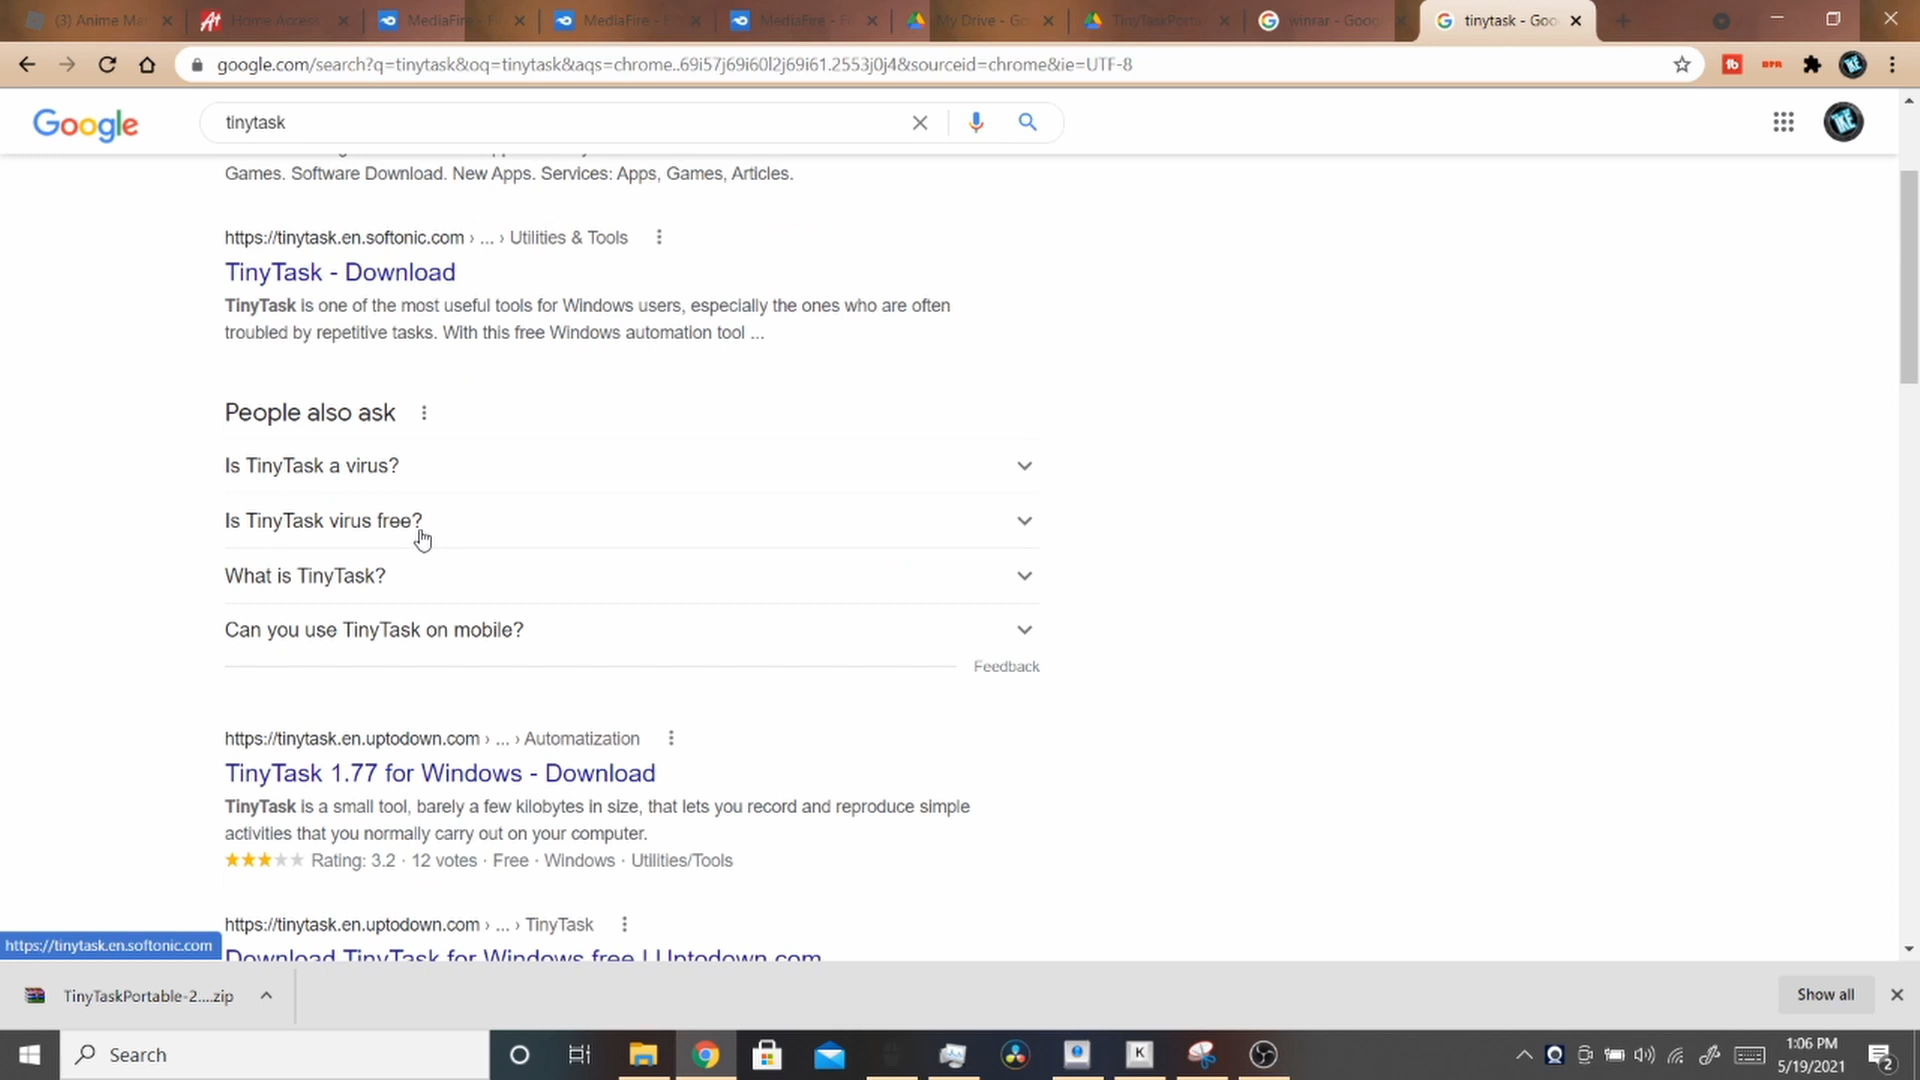 (3) Anime Mar
Home Access
MediaFire - Fi
MediaFire - F
MediaFire - Fi
My Drive - Go
TinyTaskPorta
winrar - Goog
tinytask - Goo
google.com/search?q=tinytask&oq=tinytask&aqs=chrome..69i57j69i60l2j69i61.2553j0j4&sourceid=chrome&ie=UTF-8
Google
tinytask
Games. Software Download. New Apps. Services: Apps, Games, Articles.
https://tinytask.en.softonic.com › ... › Utilities & Tools
TinyTask - Download
TinyTask is one of the most useful tools for Windows users, especially the ones who are often
troubled by repetitive tasks. With this free Windows automation tool ...
People also ask
Is TinyTask a virus?
Is TinyTask virus free?
What is TinyTask?
Can you use TinyTask on mobile?
Feedback
https://tinytask.en.uptodown.com › ... › Automatization
TinyTask 1.77 for Windows - Download
TinyTask is a small tool, barely a few kilobytes in size, that lets you record and reproduce simple
activities that you normally carry out on your computer.
Rating: 3.2 · 12 votes · Free · Windows · Utilities/Tools
https://tinytask.en.uptodown.com › ... › TinyTask
https://tinytask.en.softonic.com
Download TinyTask for Windows free | Uptodown.com
TinyTaskPortable-2....zip
Show all
Search
1:06 PM
5/19/2021
2